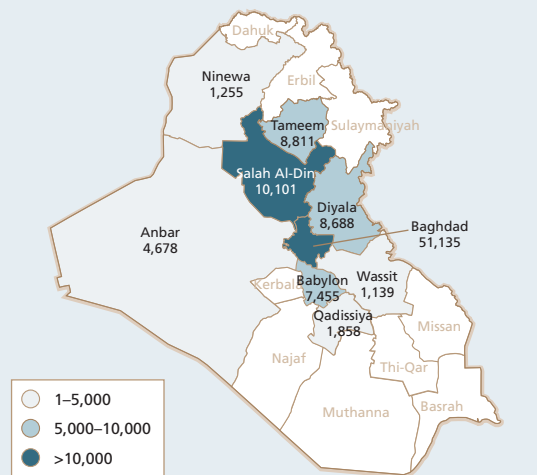 Dahuk
Ninewa
1,255
Erbil
Tameem
8,811
Sulaymaniyah
Salah Al-Din
10,101
Diyala
8,688
Anbar
4,678
Baghdad
51,135
Kerbala
Babylon
7,455
Wassit
1,139
Qadissiya
1,858
Missan
Najaf
Thi-Qar
Muthanna
Basrah
1–5,000
5,000–10,000
>10,000